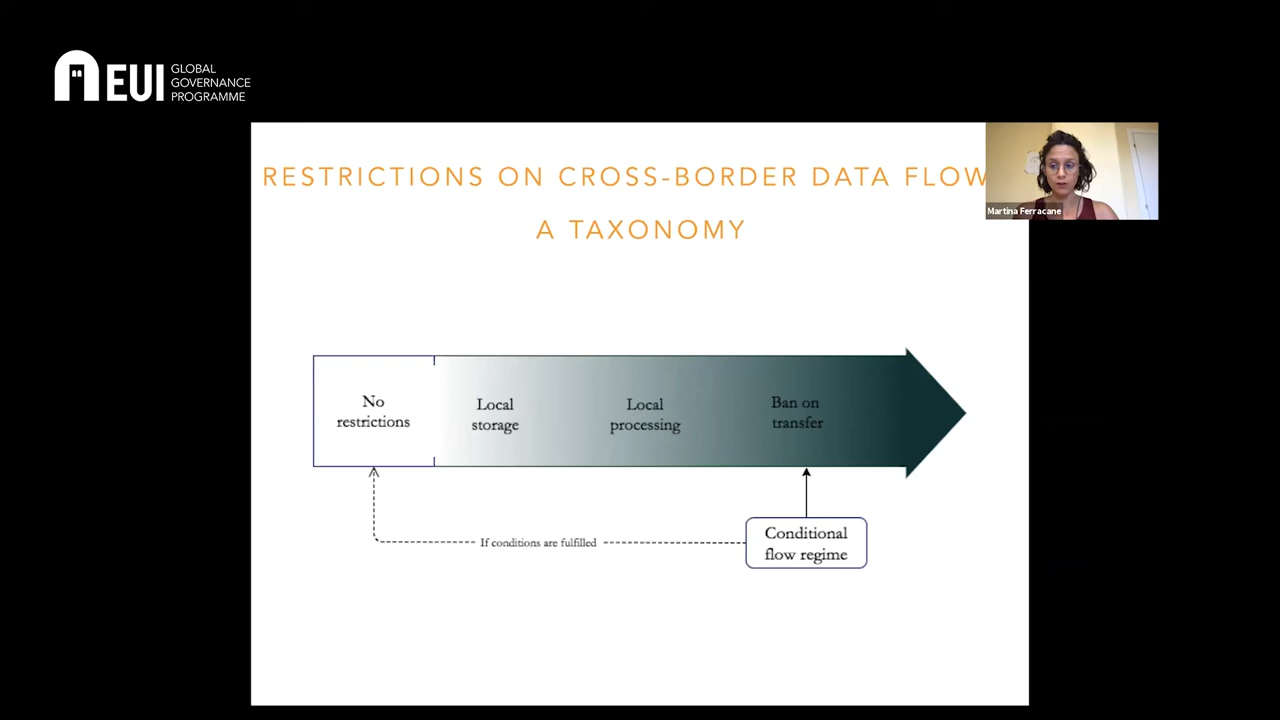 EUI
GLOBAL
GOVERNANCE
PROGRAMME
RESTRICTIONS ON CROSS-BORDER DATA FLOW
A TAXONOMY
Martina Ferracane
No
restrictions
Local
storage
Local
processing
Ban on
transfer
If conditions are fulfilled
Conditional
flow regime